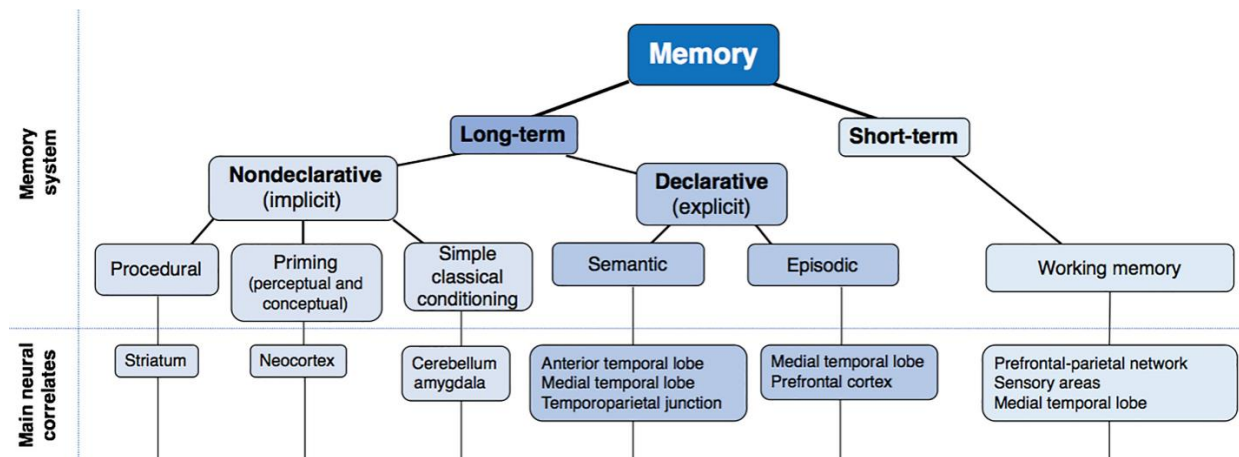 Memory
Long-term
Short-term
Nondeclarative
(implicit)
Declarative
(explicit)
Memory
system
Procedural
Priming
(perceptual and
conceptual)
Simple
classical
conditioning
Semantic
Episodic
Working memory
Main neural
correlates
Striatum
Neocortex
Cerebellum
amygdala
Anterior temporal lobe
Medial temporal lobe
Temporoparietal junction
Medial temporal lobe
Prefrontal cortex
Prefrontal-parietal network
Sensory areas
Medial temporal lobe